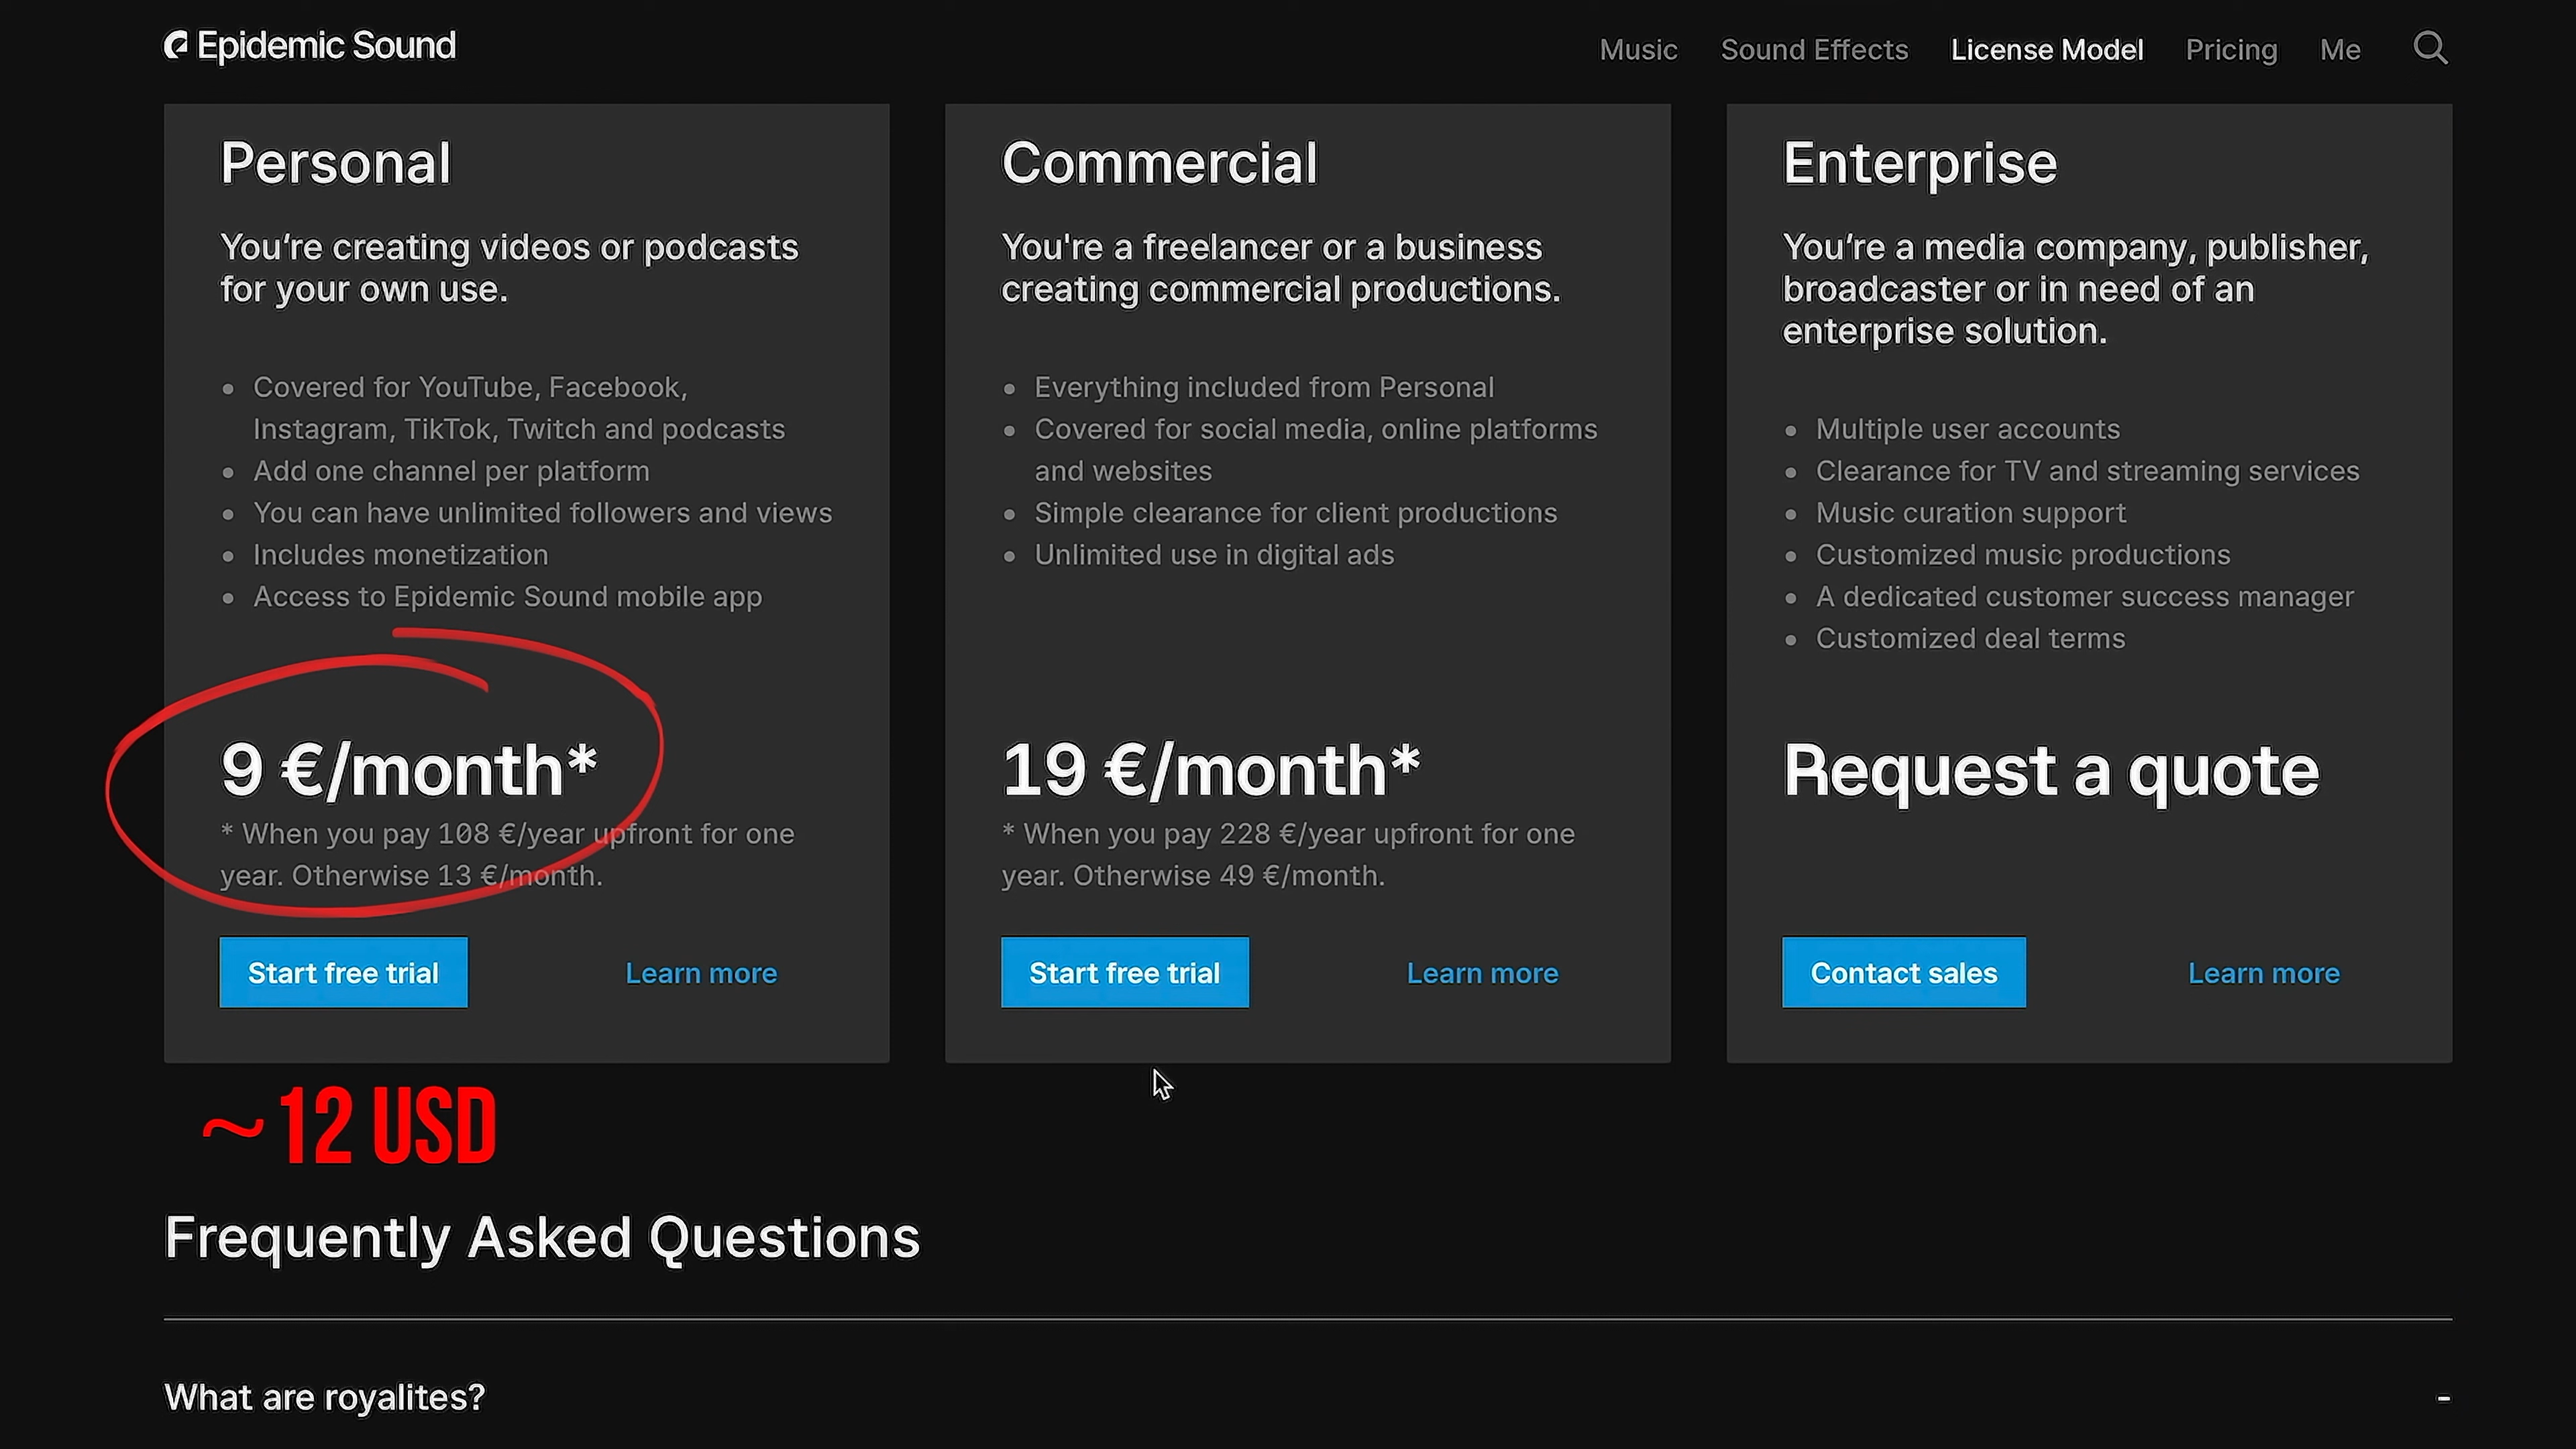 Epidemic Sound
Music Sound Effects License Model Pricing Me
Personal
You’re creating videos or podcasts
for your own use.
• Covered for YouTube, Facebook,
Instagram, TikTok, Twitch and podcasts
• Add one channel per platform
• You can have unlimited followers and views
• Includes monetization
• Access to Epidemic Sound mobile app
9 €/month*
* When you pay 108 €/year upfront for one
year. Otherwise 13 €/month.
Start free trial Learn more
Commercial
You're a freelancer or a business
creating commercial productions.
• Everything included from Personal
• Covered for social media, online platforms
and websites
• Simple clearance for client productions
• Unlimited use in digital ads
19 €/month*
* When you pay 228 €/year upfront for one
year. Otherwise 49 €/month.
Start free trial Learn more
Enterprise
You’re a media company, publisher,
broadcaster or in need of an
enterprise solution.
• Multiple user accounts
• Clearance for TV and streaming services
• Music curation support
• Customized music productions
• A dedicated customer success manager
• Customized deal terms
Request a quote
Contact sales Learn more
~12 USD
Frequently Asked Questions
What are royalites? -